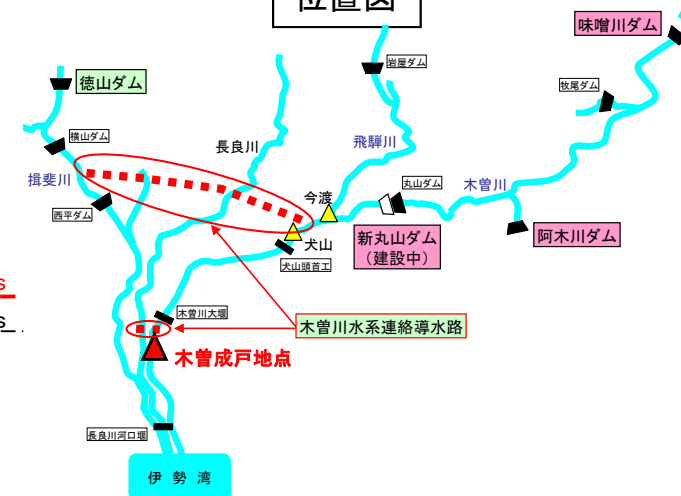 位置図
味噌川ダム
岩屋ダム
徳山ダム
牧尾ダム
横山ダム
長良川
飛騨川
揖斐川
丸山ダム
木曽川
今渡
西平ダム
犬山
新丸山ダム
（建設中）
阿木川ダム
犬山頭首工
s
木曽川大堰
s
木曽川水系連絡導水路
木曽成戸地点
長良川河口堰
伊勢湾